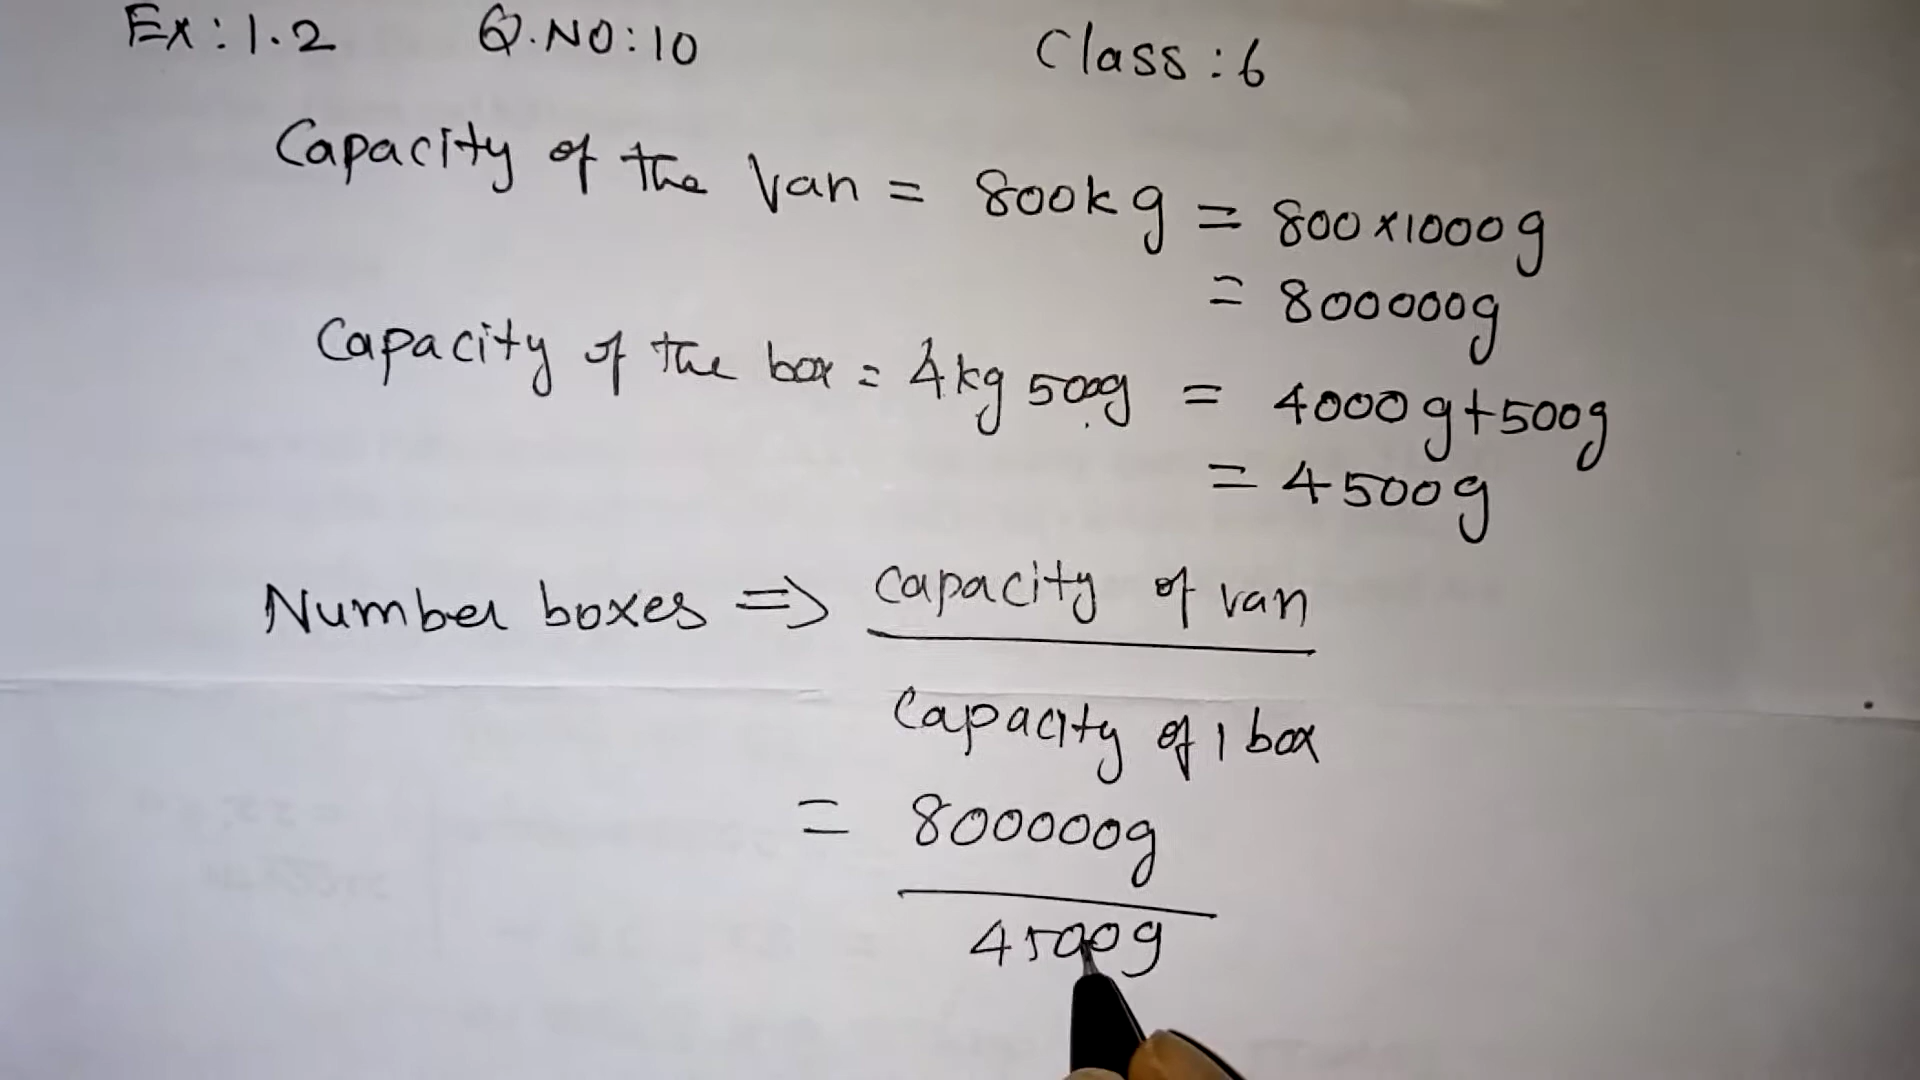 Ex: 1.2 Q.NO: 10 Class: 6
Capacity of the Van = 800kg = 800 x 1000g
= 800000g
Capacity of the box = 4kg 500g = 4000g + 500g
= 4500g
Number boxes => Capacity of van
Capacity of 1 box
= 800000g
4500g